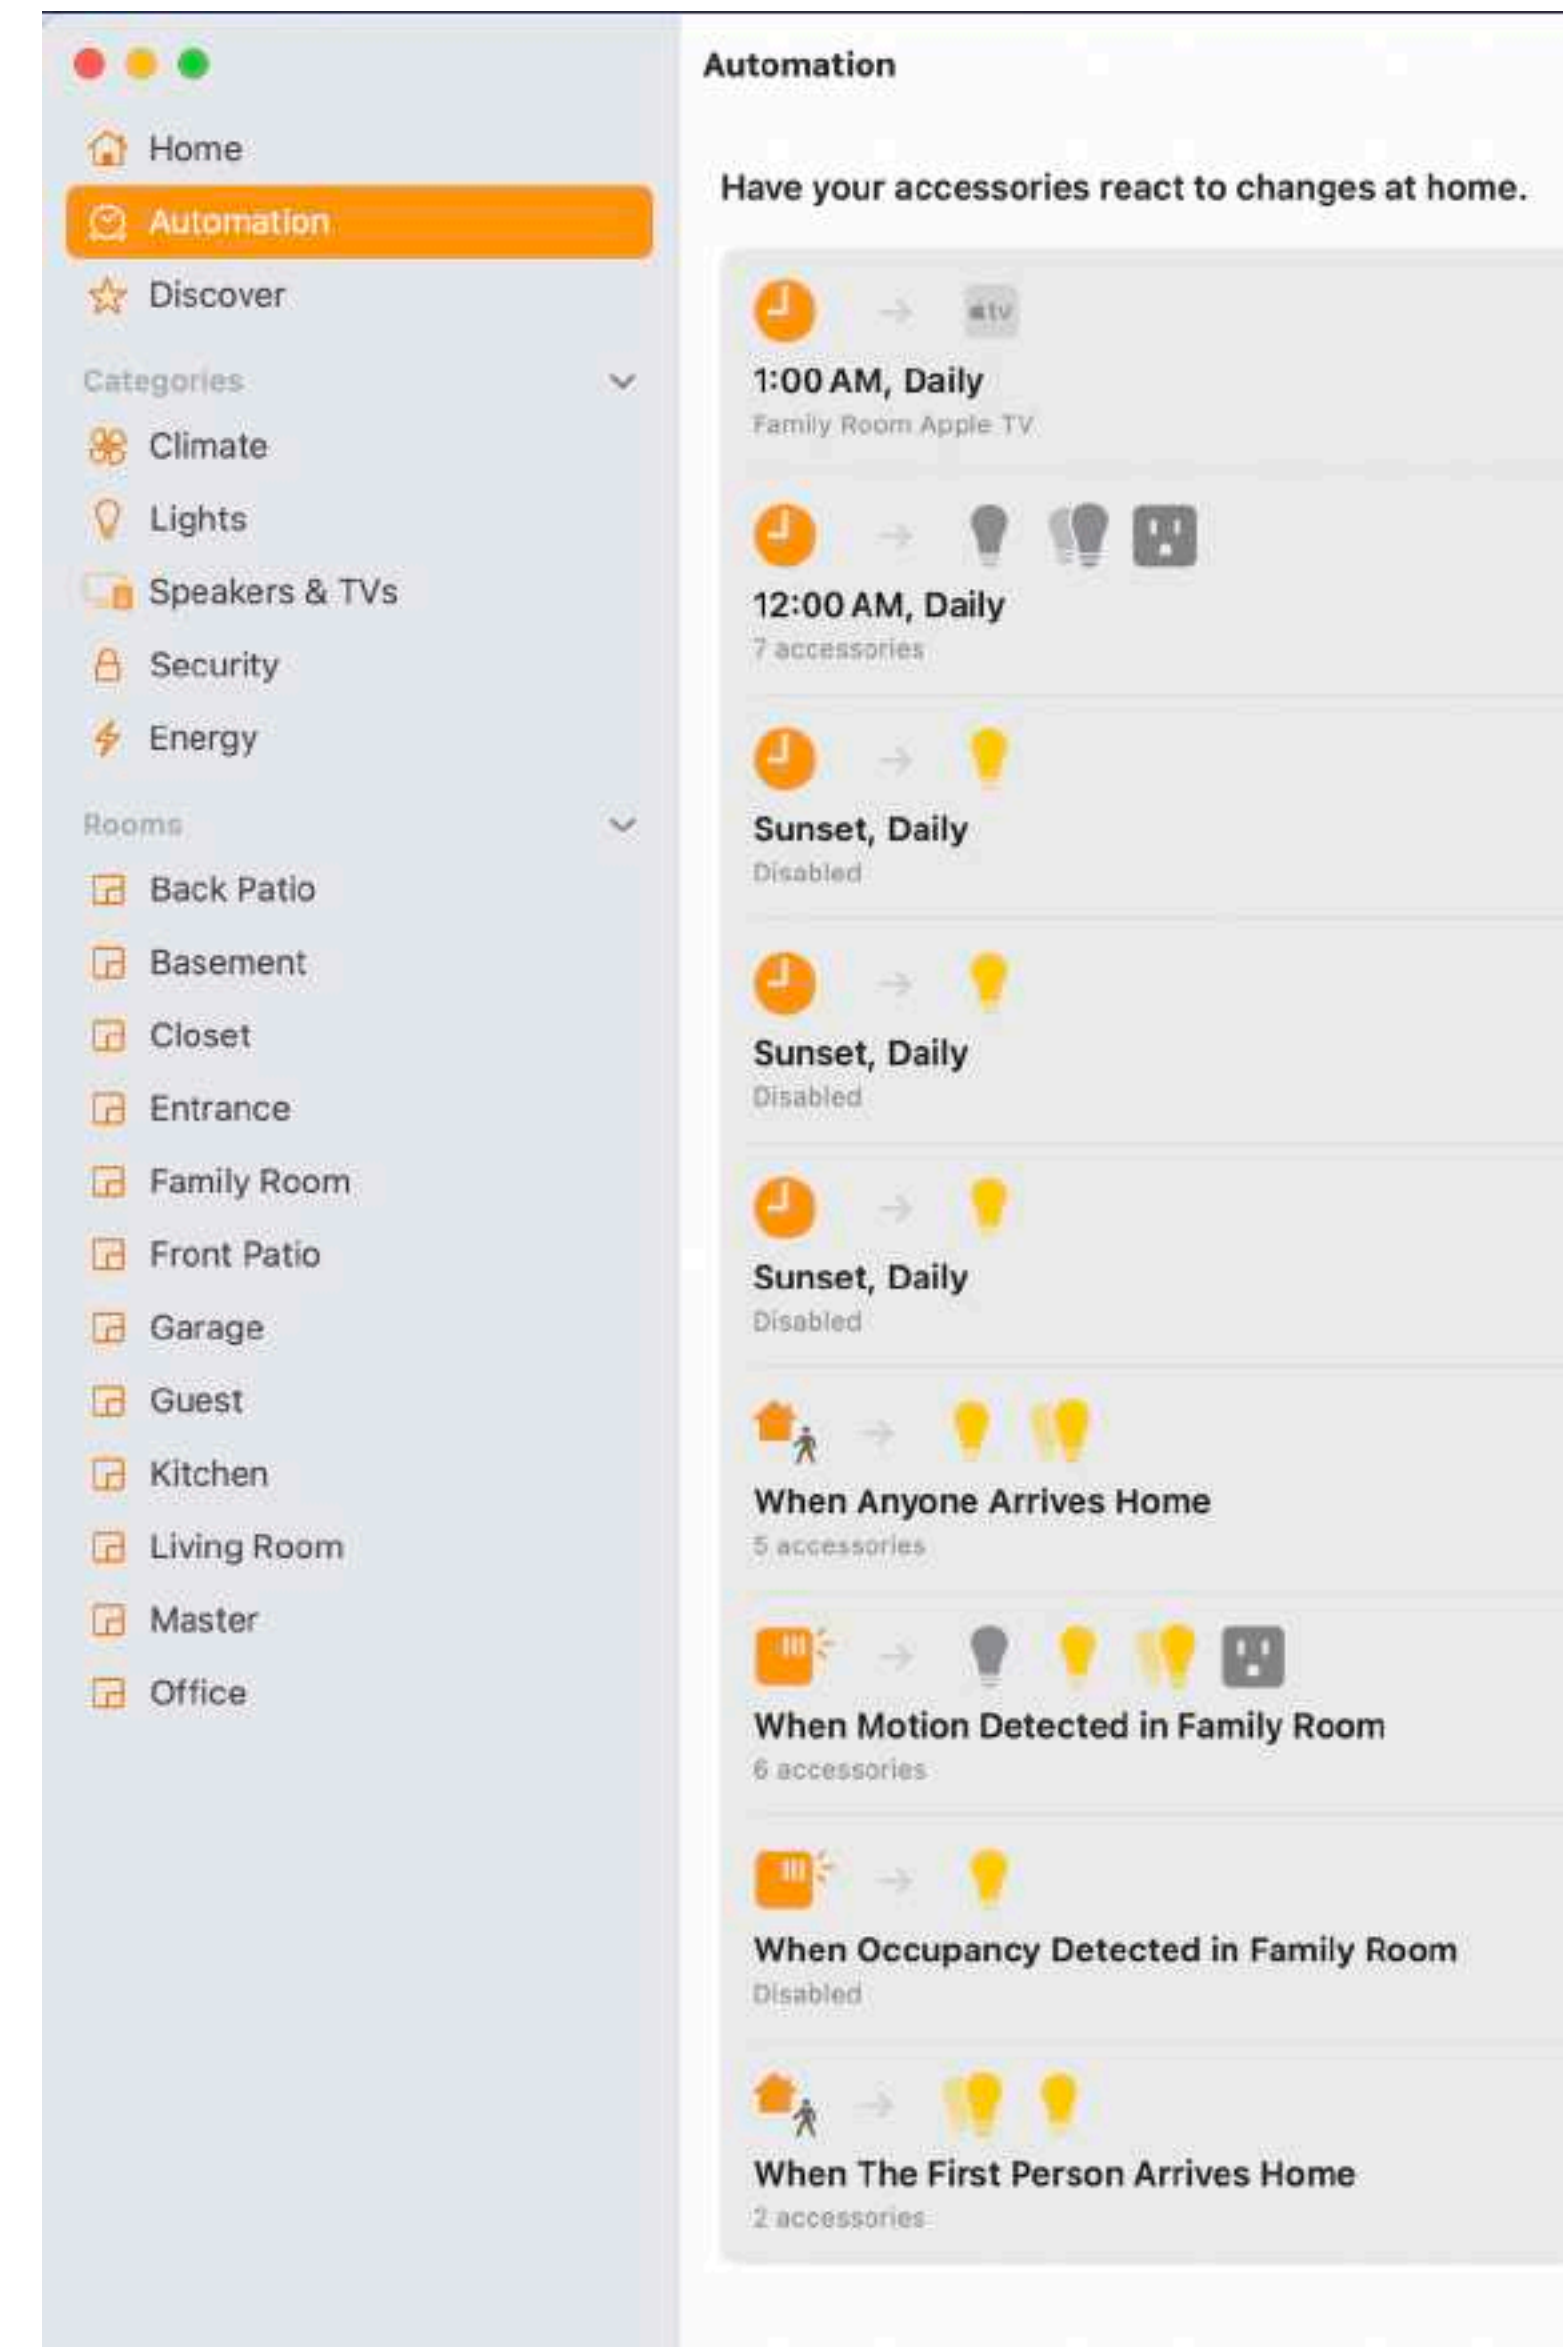 Home
Automation
Discover
Categories
Climate
Lights
Speakers & TVs
Security
Energy
Rooms
Back Patio
Basement
Closet
Entrance
Family Room
Front Patio
Garage
Guest
Kitchen
Living Room
Master
Office
Automation
Have your accessories react to changes at home.
tv
1:00 AM, Daily
Family Room Apple TV
12:00 AM, Daily
7 accessories
Sunset, Daily
Disabled
Sunset, Daily
Disabled
Sunset, Daily
Disabled
When Anyone Arrives Home
5 accessories
When Motion Detected in Family Room
6 accessories
When Occupancy Detected in Family Room
Disabled
When The First Person Arrives Home
2 accessories